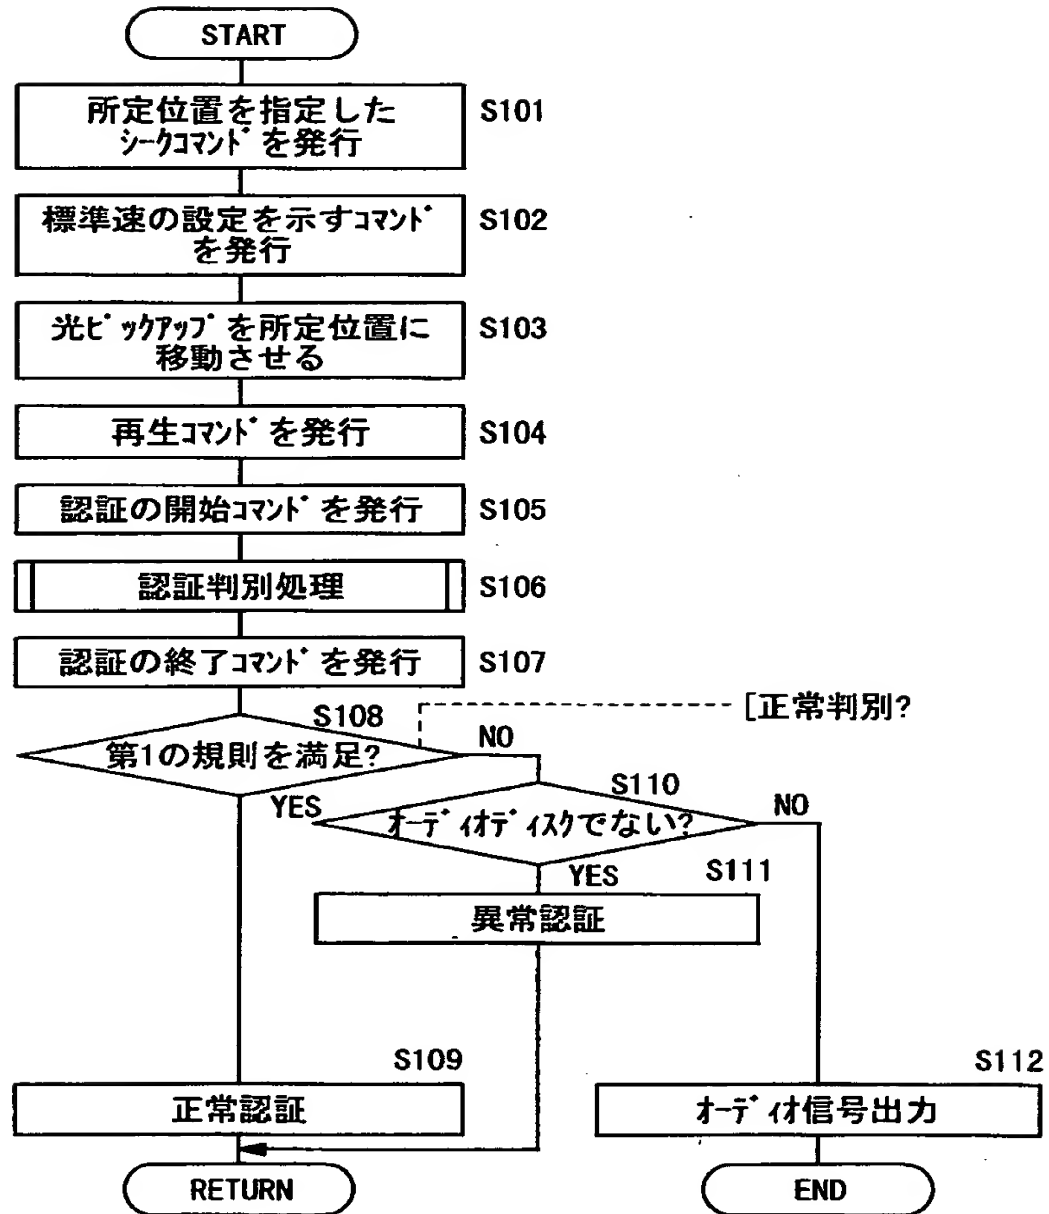 START
所定位置を指定した
ｼｰｸｺﾏﾝﾄﾞを発行
S101
標準速の設定を示すｺﾏﾝﾄﾞ
を発行
S102
光ﾋﾟｯｸｱｯﾌﾟを所定位置に
移動させる
S103
再生ｺﾏﾝﾄﾞを発行
S104
認証の開始ｺﾏﾝﾄﾞを発行
S105
認証判別処理
S106
認証の終了ｺﾏﾝﾄﾞを発行
S107
S108
[正常判別?
第1の規則を満足?
NO
YES
S110
ｵｰﾃﾞｨｵﾃﾞｨｽｸでない?
NO
YES
S111
異常認証
S109
正常認証
S112
ｵｰﾃﾞｨｵ信号出力
RETURN
END